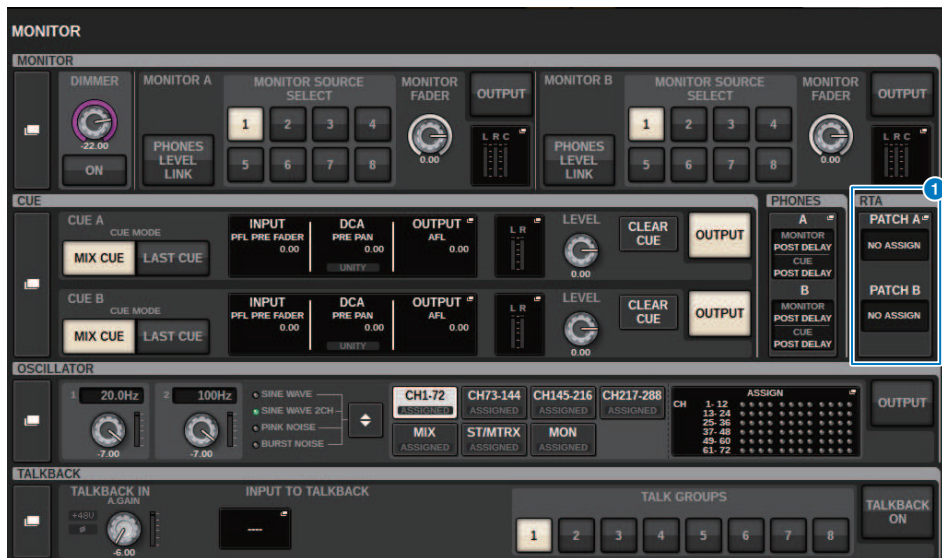 MONITOR
MONITOR
DIMMER
-22.00
ON
MONITOR A
PHONES
LEVEL
LINK
MONITOR SOURCE
SELECT
1 2 3 4
5 6 7 8
MONITOR
FADER
0.00
OUTPUT
L R C
MONITOR B
PHONES
LEVEL
LINK
MONITOR SOURCE
SELECT
1 2 3 4
5 6 7 8
MONITOR
FADER
0.00
OUTPUT
L R C
CUE
CUE A
CUE MODE
MIX CUE LAST CUE
INPUT
PFL PRE FADER
0.00
DCA
PRE PAN
0.00
UNITY
OUTPUT
AFL
0.00
L R
LEVEL
0.00
CLEAR
CUE
OUTPUT
CUE B
CUE MODE
MIX CUE LAST CUE
INPUT
PFL PRE FADER
0.00
DCA
PRE PAN
0.00
UNITY
OUTPUT
AFL
0.00
L R
LEVEL
0.00
CLEAR
CUE
OUTPUT
PHONES
A
MONITOR
POST DELAY
CUE
POST DELAY
B
MONITOR
POST DELAY
CUE
POST DELAY
1
RTA
PATCH A
NO ASSIGN
PATCH B
NO ASSIGN
OSCILLATOR
1 20.0Hz
-7.00
2 100Hz
-7.00
SINE WAVE
SINE WAVE 2CH
PINK NOISE
BURST NOISE
CH1-72
ASSIGNED
CH73-144
ASSIGNED
CH145-216
ASSIGNED
CH217-288
ASSIGNED
MIX
ASSIGNED
ST/MTRX
ASSIGNED
MON
ASSIGNED
ASSIGN
CH 1- 12
13- 24
25- 36
37- 48
49- 60
61- 72
OUTPUT
TALKBACK
TALKBACK IN
A.GAIN
+48V
Ø
-6.00
INPUT TO TALKBACK
----
TALK GROUPS
1 2 3 4 5 6 7 8
TALKBACK
ON